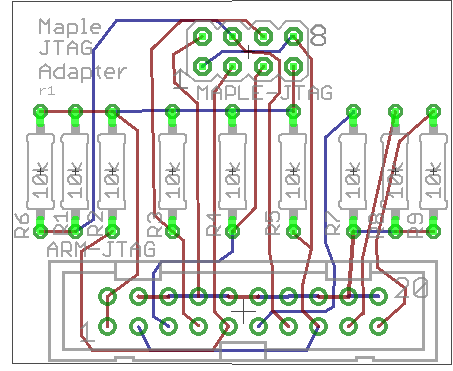 Maple
JTAG
Adapter
r1
8
1
MAPLE-JTAG
10k 10k 10k 10k 10k 10k 10k 10k 10k
R6 R1 R2 R3 R4 R5 R7 R8 R9
ARM-JTAG
20
1